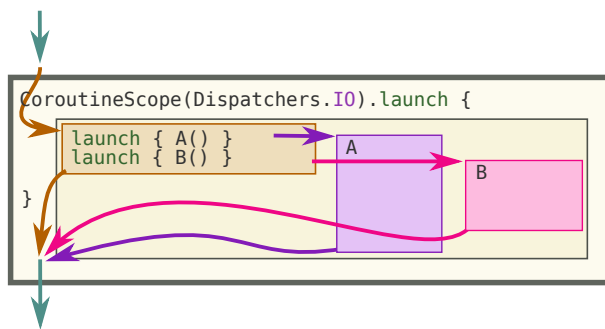 CoroutineScope(Dispatchers.IO).launch {
launch { A() }
launch { B() }
A
B
}